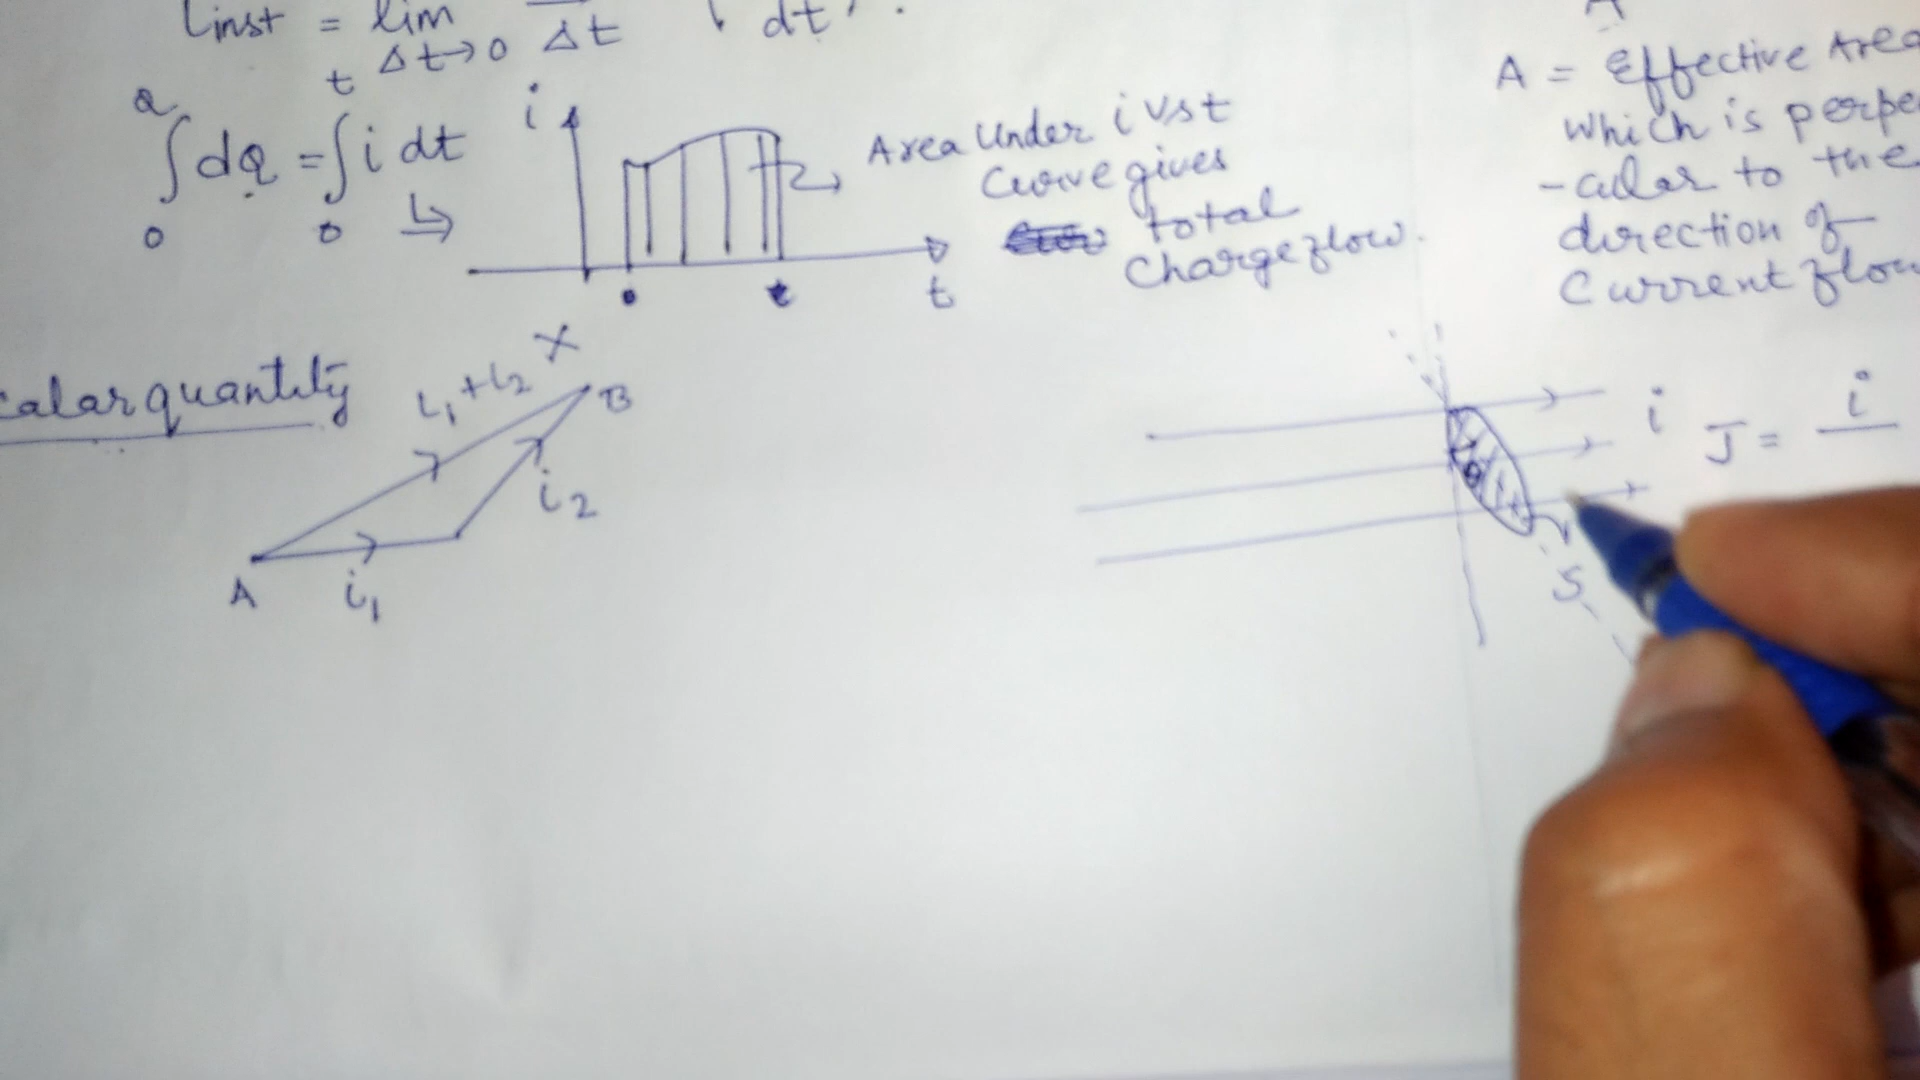 iinst = lim
Δt→0 Δt
dt
Q
t
∫dQ = ∫i dt
0
0
i
t
0
t
Area Under i vs t
Curve gives
total
Charge flow.
A
A = Effective Area
which is perpe
-cular to the
direction of
Current flow
calar quantity
i1+i2 X
B
i2
A
i1
i
J = i
θ
S